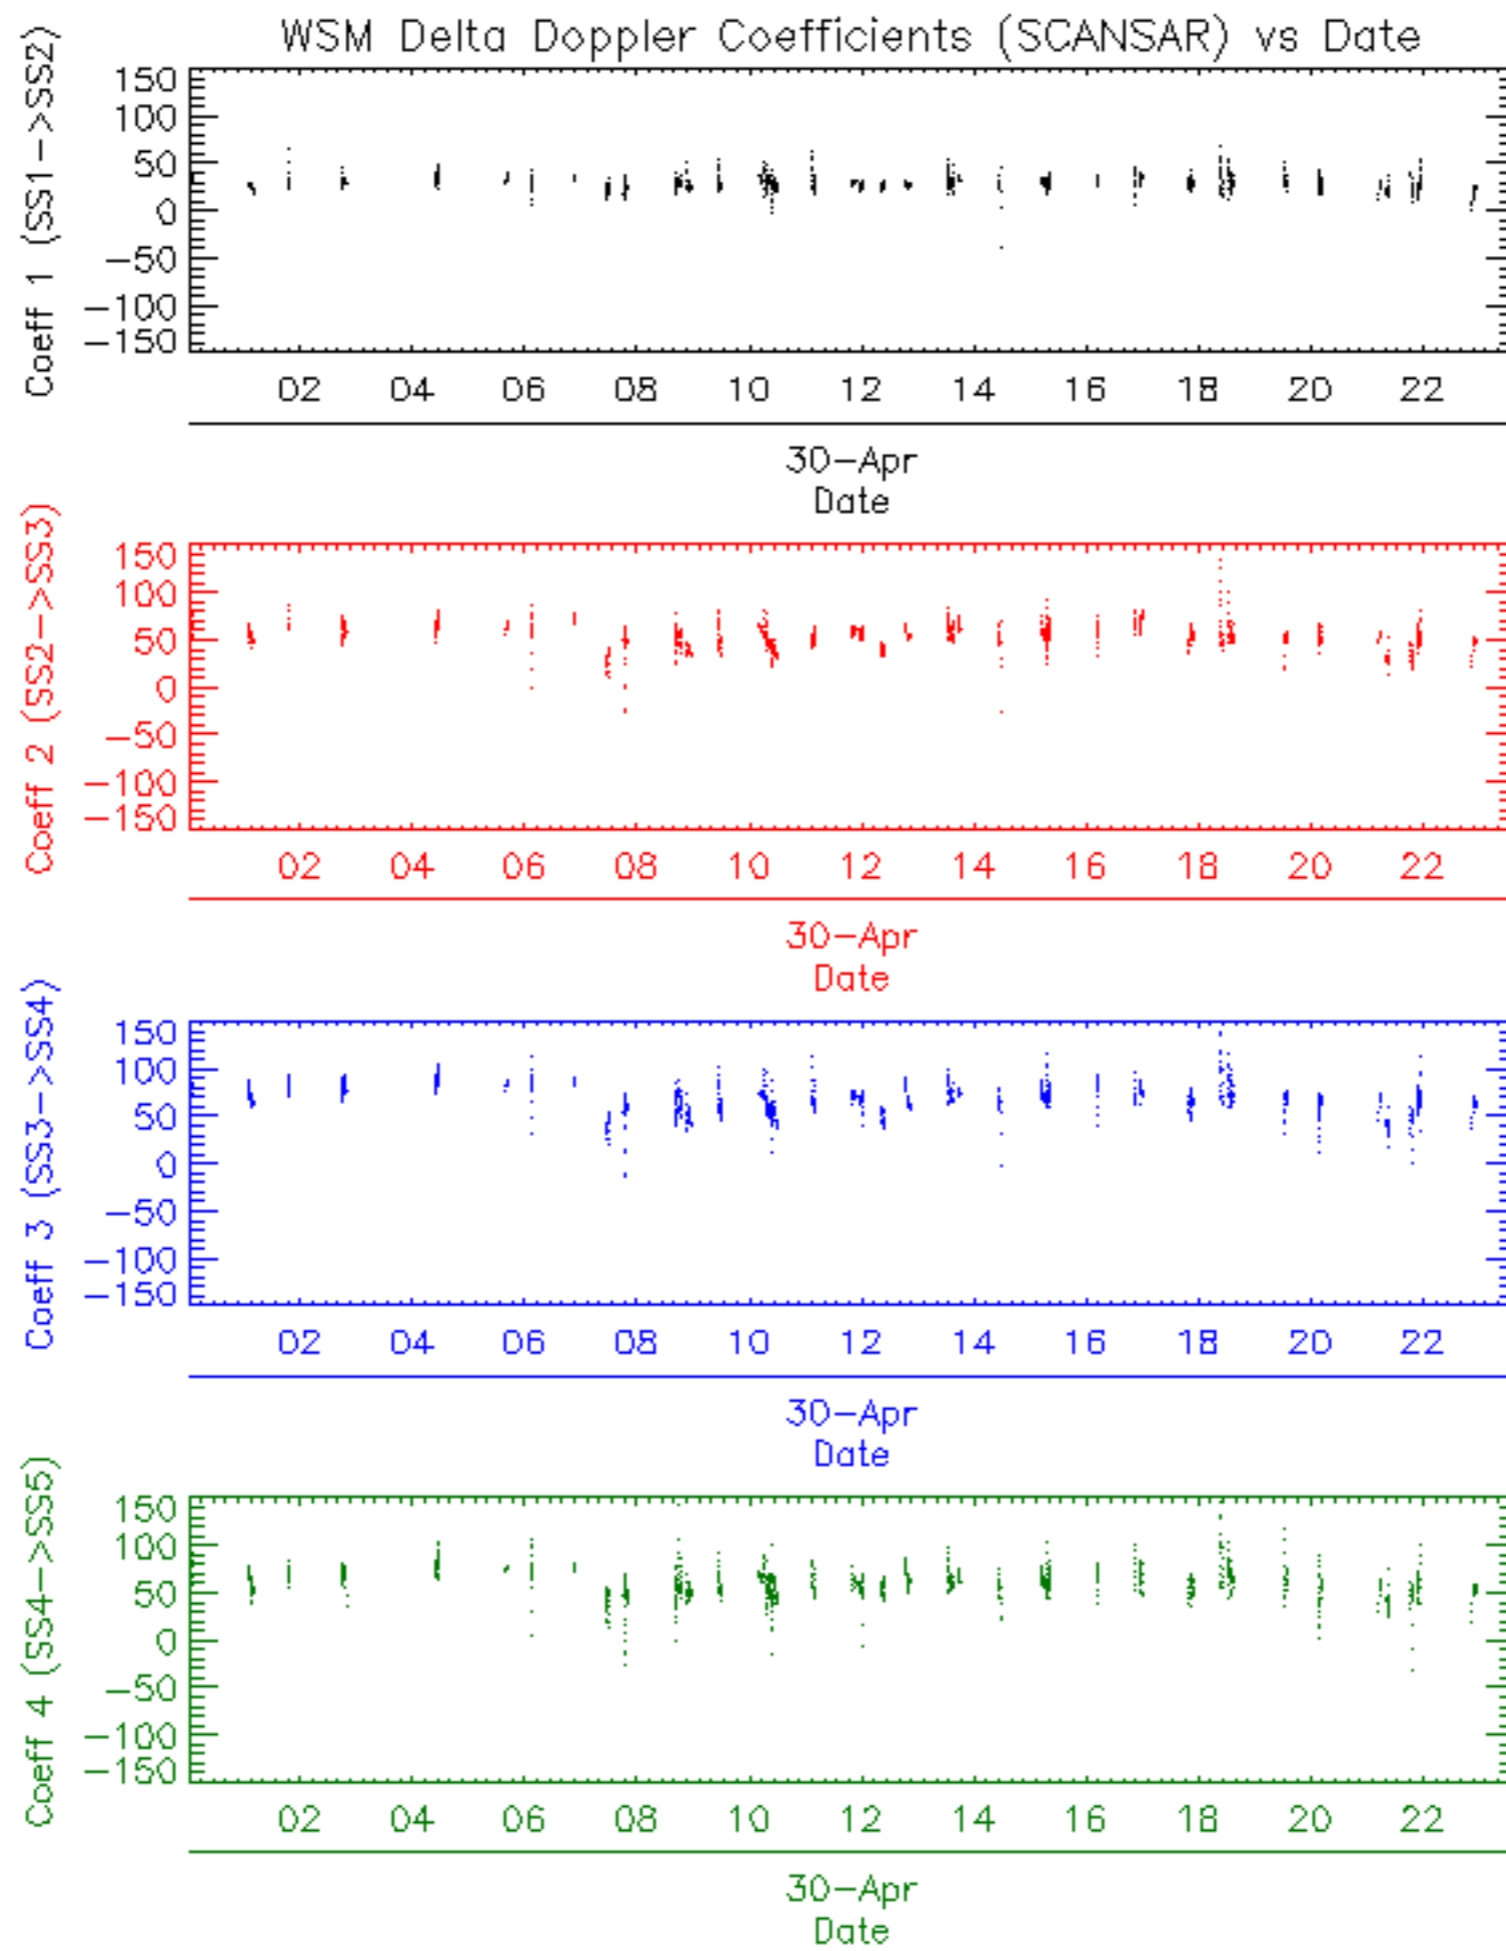 WSM Delta Doppler Coefficients (SCANSAR) vs Date
Coeff 1 (SS1->SS2)
150
100
50
0
-50
-100
-150
02 04 06 08 10 12 14 16 18 20 22
30-Apr
Date
Coeff 2 (SS2->SS3)
150
100
50
0
-50
-100
-150
02 04 06 08 10 12 14 16 18 20 22
30-Apr
Date
Coeff 3 (SS3->SS4)
150
100
50
0
-50
-100
-150
02 04 06 08 10 12 14 16 18 20 22
30-Apr
Date
Coeff 4 (SS4->SS5)
150
100
50
0
-50
-100
-150
02 04 06 08 10 12 14 16 18 20 22
30-Apr
Date